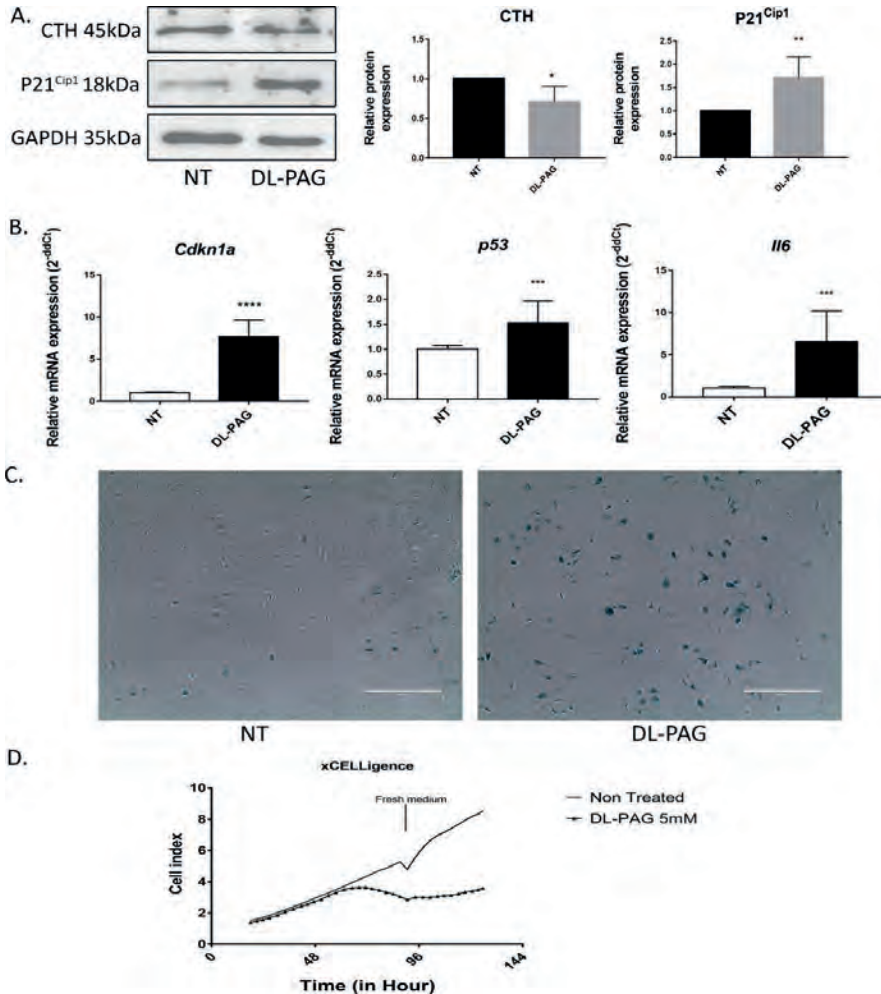 A.
CTH 45kDa
P21Cip1 18kDa
GAPDH 35kDa
NT DL-PAG
CTH
Relative protein
expression
1.5
1.0
0.5
0.0
*
NT
DL-PAG
P21Cip1
Relative protein
expression
2.5
2.0
1.5
1.0
0.5
0.0
**
NT
DL-PAG
B.
Cdkn1a
Relative mRNA expression (2-ddCt)
15
10
5
0
****
NT
DL-PAG
p53
Relative mRNA expression (2-ddCt)
2.5
2.0
1.5
1.0
0.5
0.0
***
NT
DL-PAG
Il6
Relative mRNA expression (2-ddCt)
15
10
5
0
***
NT
DL-PAG
C.
NT
DL-PAG
D.
xCELLigence
Fresh medium
Non Treated
DL-PAG 5mM
Cell index
10
8
6
4
2
0
0
48
96
144
Time (in Hour)